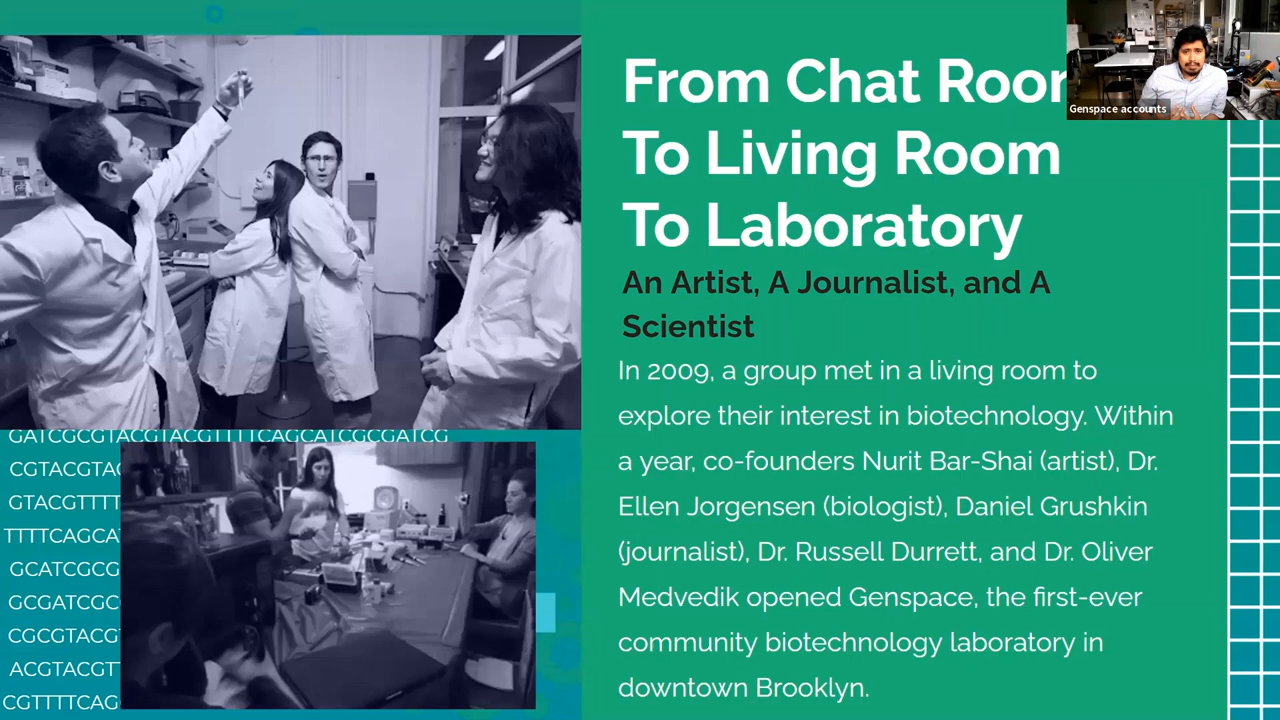 From Chat Roor
To Living Room
To Laboratory
An Artist, A Journalist, and A
Scientist
In 2009, a group met in a living room to
explore their interest in biotechnology. Within
a year, co-founders Nurit Bar-Shai (artist), Dr.
Ellen Jorgensen (biologist), Daniel Grushkin
(journalist), Dr. Russell Durrett, and Dr. Oliver
Medvedik opened Genspace, the first-ever
community biotechnology laboratory in
downtown Brooklyn.
Genspace accounts
GATCGCGTACGTACGTTTTCAGCATCGCGATCG
CGTACGTAC
GTACGTTTT
TTTTCAGCA
GCATCGCG
GCGATCGC
CGCGTACG
ACGTACGT
CGTTTTCAG